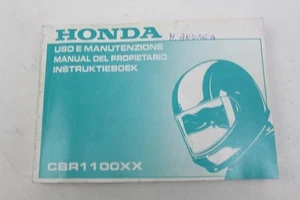 HONDA
USO E MANUTENZIONE
MANUAL DEL PROPIETARIO
INSTRUKTIEBOEK
CBR1100XX